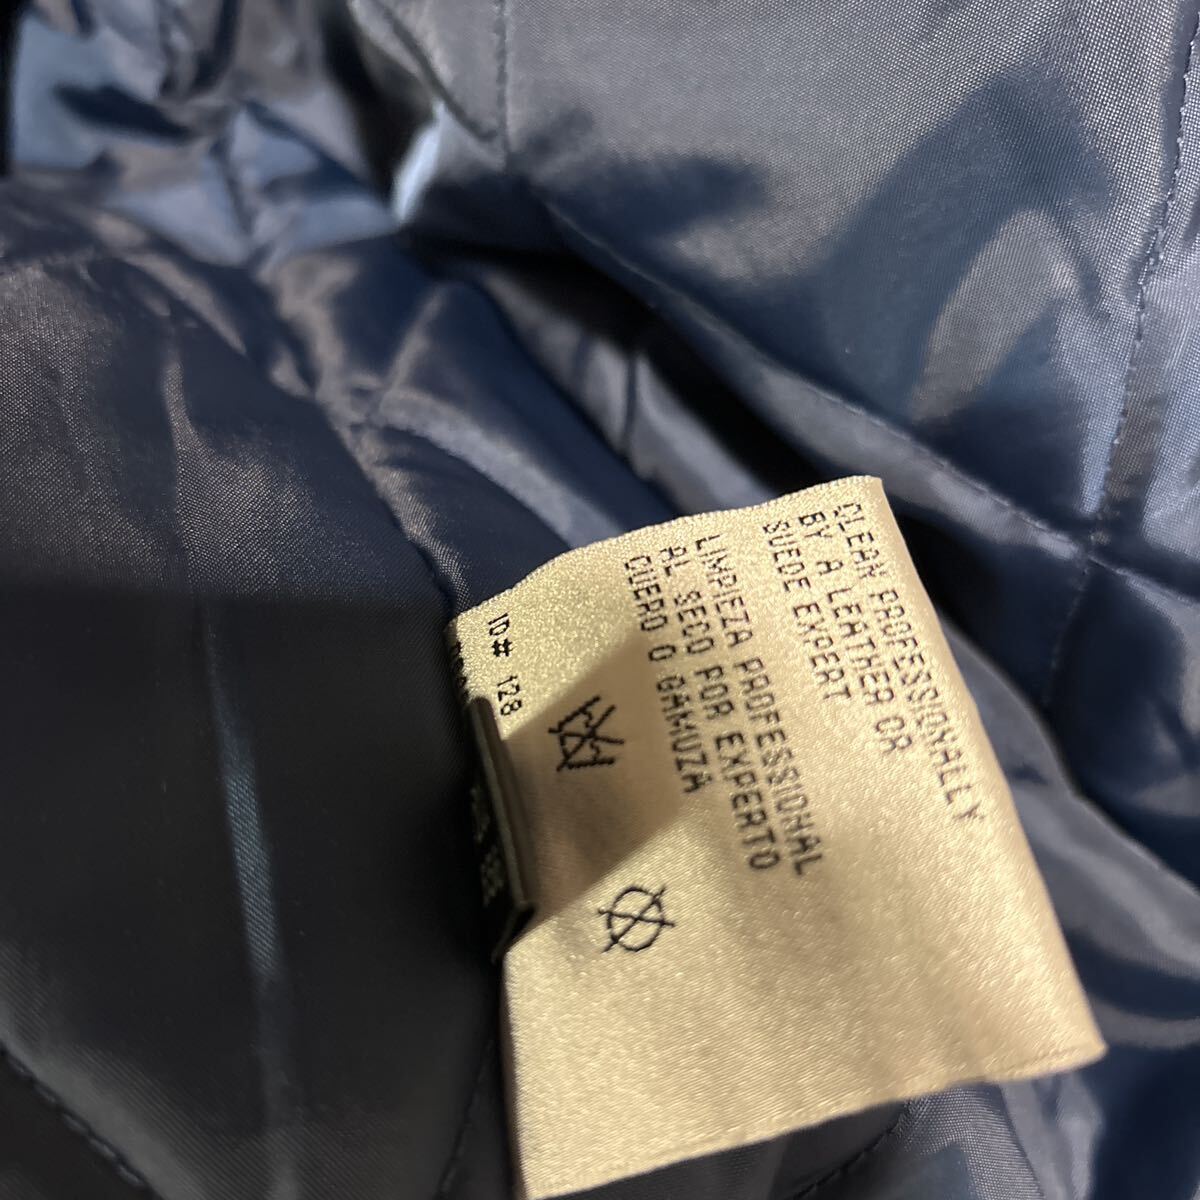 CLEAN PROFESSIONALLY
BY A LEATHER OR
SUEDE EXPERT
LIMPIEZA PROFESSIONAL
AL SECO POR EXPERTO
CUERO O GAMUZA
ID# 128